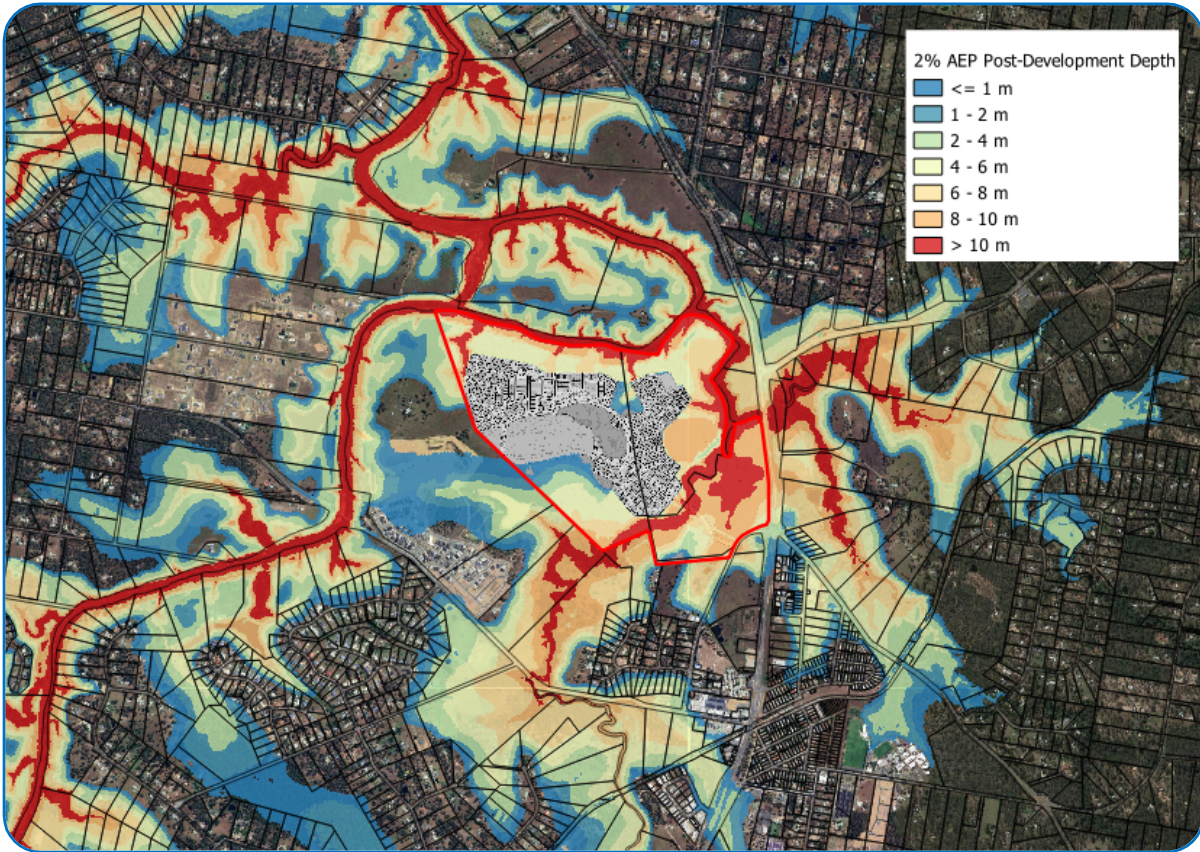 2% AEP Post-Development Depth
<= 1 m
1 - 2 m
2 - 4 m
4 - 6 m
6 - 8 m
8 - 10 m
> 10 m